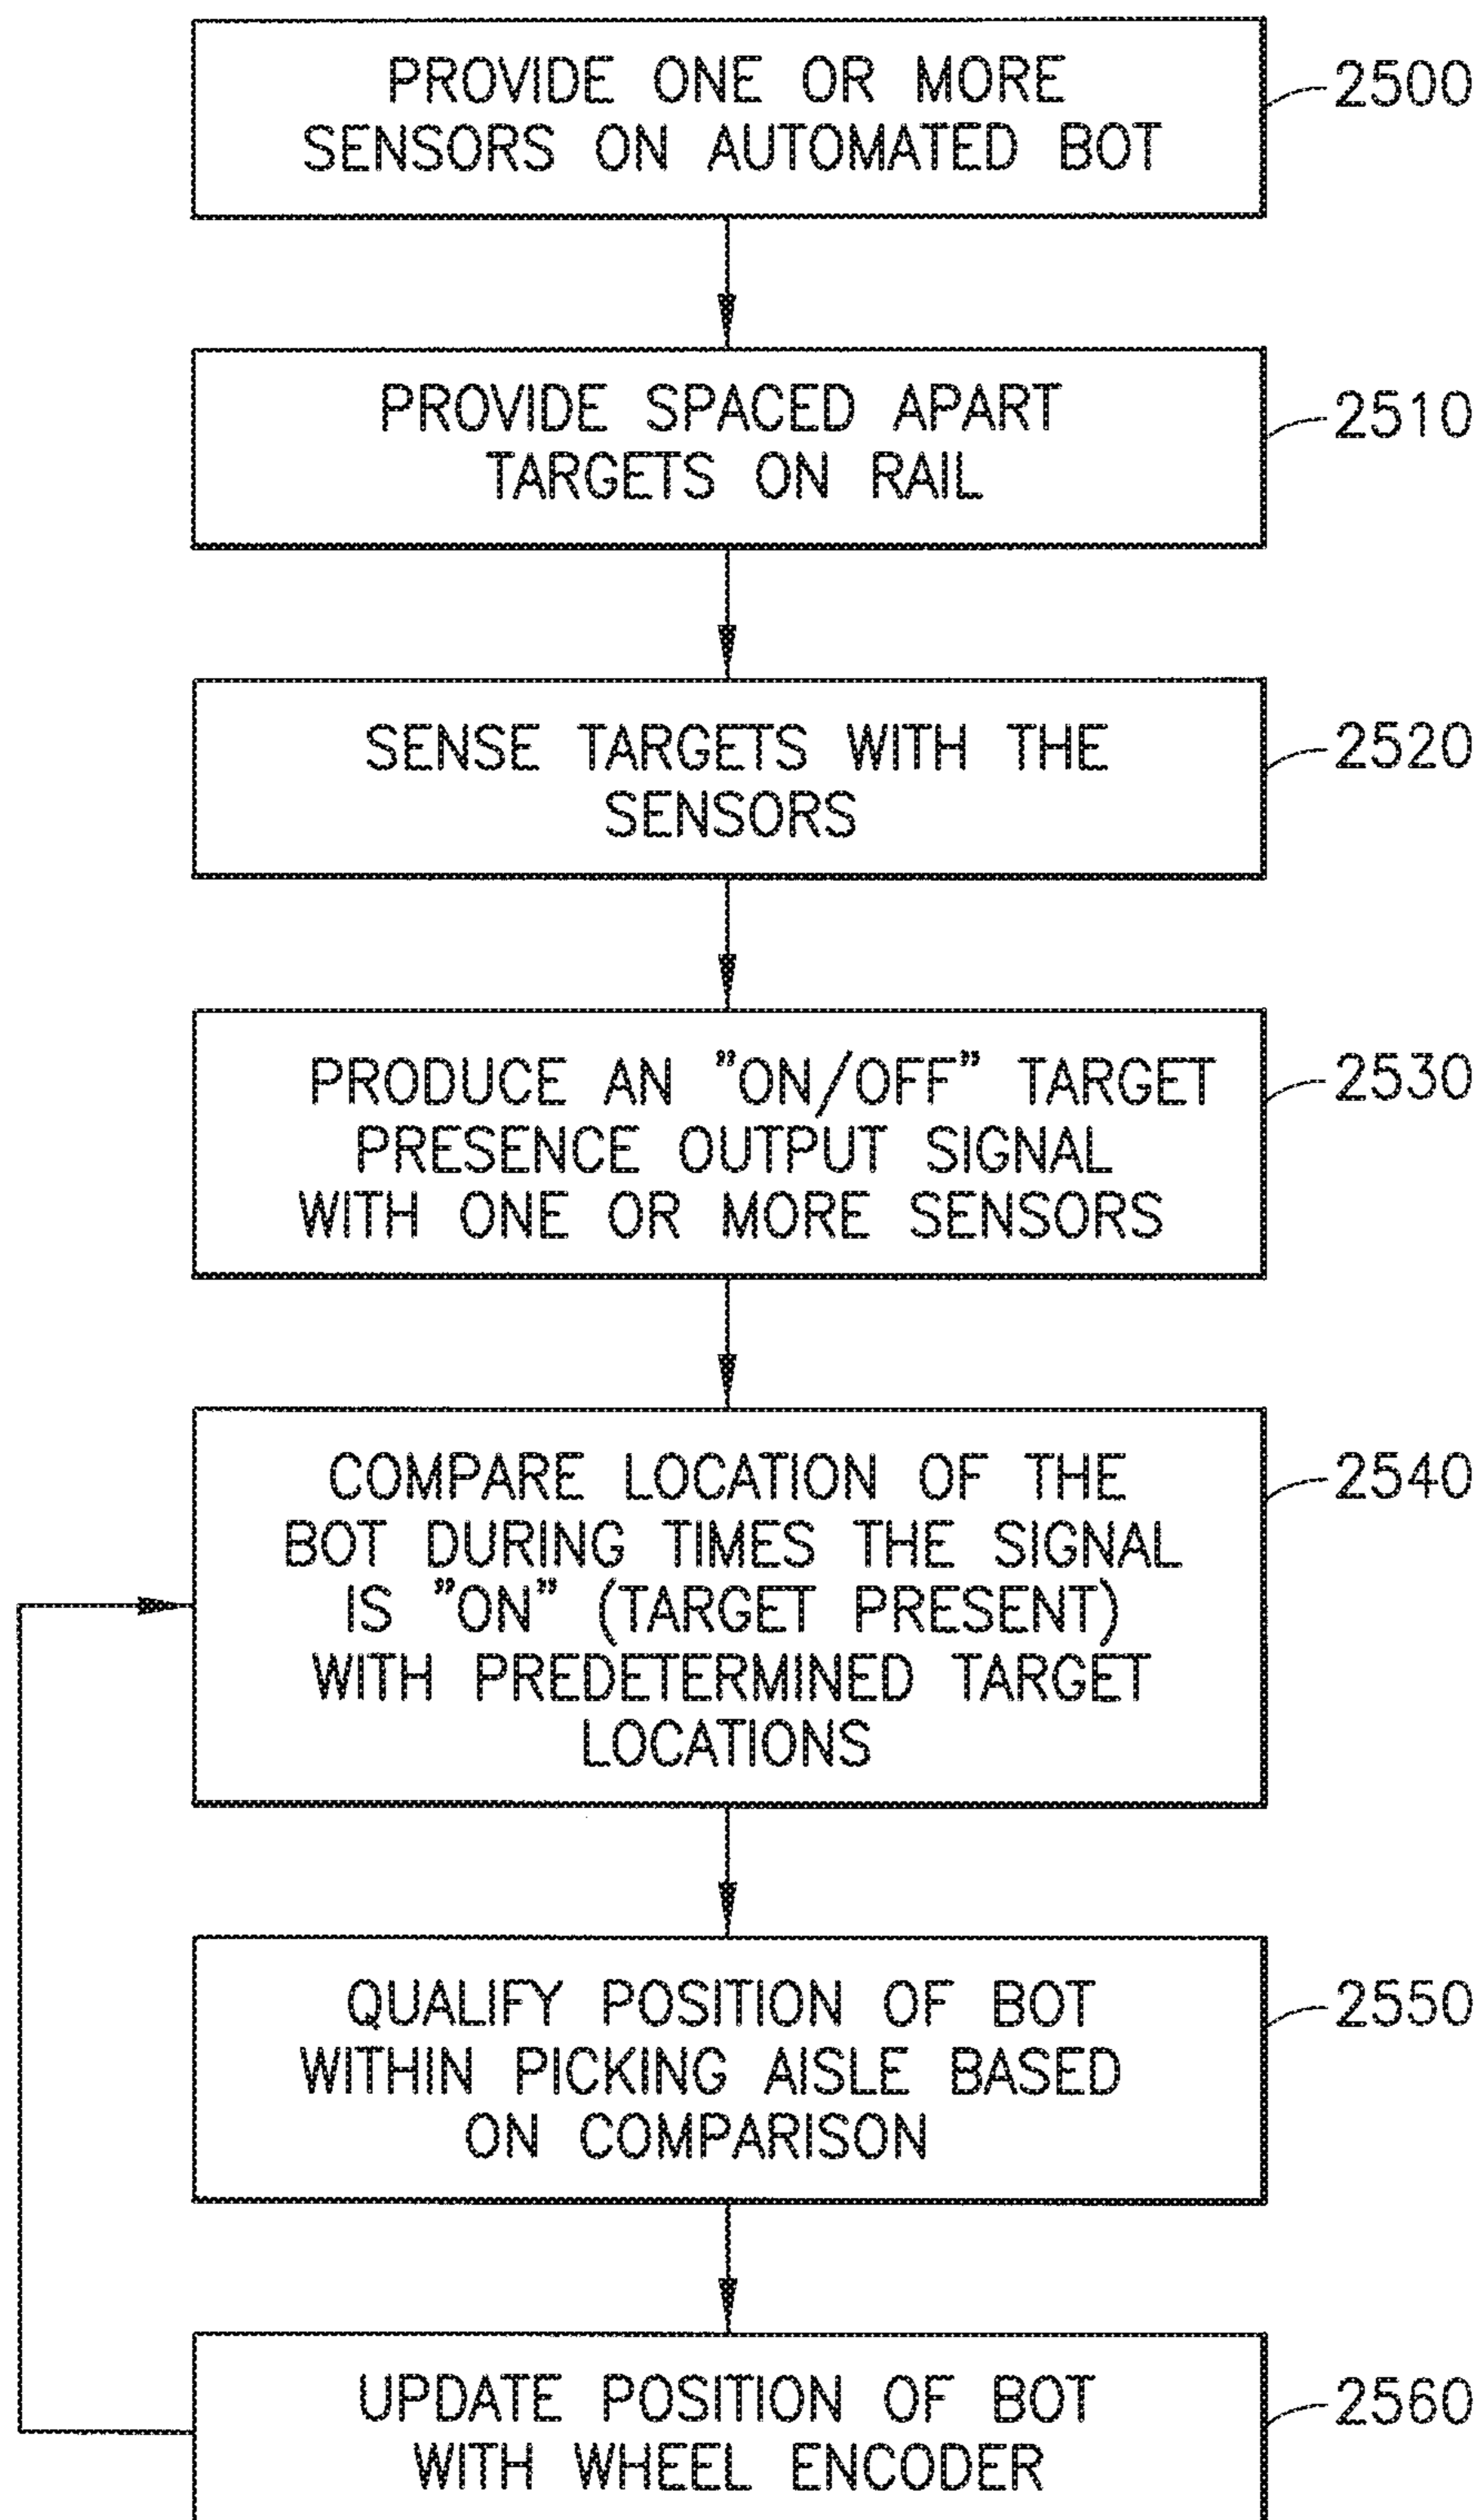 PROVIDE ONE OR MORE
SENSORS ON AUTOMATED BOT
2500
PROVIDE SPACED APART
TARGETS ON RAIL
2510
SENSE TARGETS WITH THE
SENSORS
2520
PRODUCE AN "ON/OFF" TARGET
PRESENCE OUTPUT SIGNAL
WITH ONE OR MORE SENSORS
2530
COMPARE LOCATION OF THE
BOT DURING TIMES THE SIGNAL
IS "ON" (TARGET PRESENT)
WITH PREDETERMINED TARGET
LOCATIONS
2540
QUALIFY POSITION OF BOT
WITHIN PICKING AISLE BASED
ON COMPARISON
2550
UPDATE POSITION OF BOT
WITH WHEEL ENCODER
2560